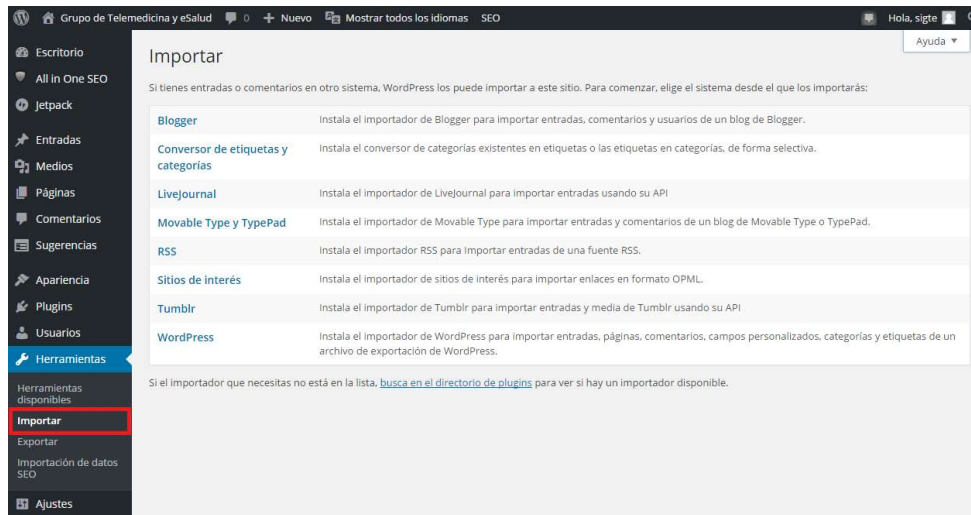 Grupo de Telemedicina y eSalud 0 + Nuevo Mostrar todos los idiomas SEO Hola, sigte
Ayuda
Escritorio
All in One SEO
Jetpack
Entradas
Medios
Páginas
Comentarios
Sugerencias
Apariencia
Plugins
Usuarios
Herramientas
Herramientas
disponibles
Importar
Exportar
Importación de datos
SEO
Ajustes
Importar
Si tienes entradas o comentarios en otro sistema, WordPress los puede importar a este sitio. Para comenzar, elige el sistema desde el que los importarás:
Blogger Instala el importador de Blogger para importar entradas, comentarios y usuarios de un blog de Blogger.
Conversor de etiquetas y Instala el conversor de categorías existentes en etiquetas o las etiquetas en categorías, de forma selectiva.
categorías
LiveJournal Instala el importador de LiveJournal para importar entradas usando su API
Movable Type y TypePad Instala el importador de Movable Type para importar entradas y comentarios de un blog de Movable Type o TypePad.
RSS Instala el importador RSS para Importar entradas de una fuente RSS.
Sitios de interés Instala el importador de sitios de interés para importar enlaces en formato OPML.
Tumblr Instala el importador de Tumblr para importar entradas y media de Tumblr usando su API
WordPress Instala el importador de WordPress para importar entradas, páginas, comentarios, campos personalizados, categorías y etiquetas de un
archivo de exportación de WordPress.
Si el importador que necesitas no está en la lista, busca en el directorio de plugins para ver si hay un importador disponible.